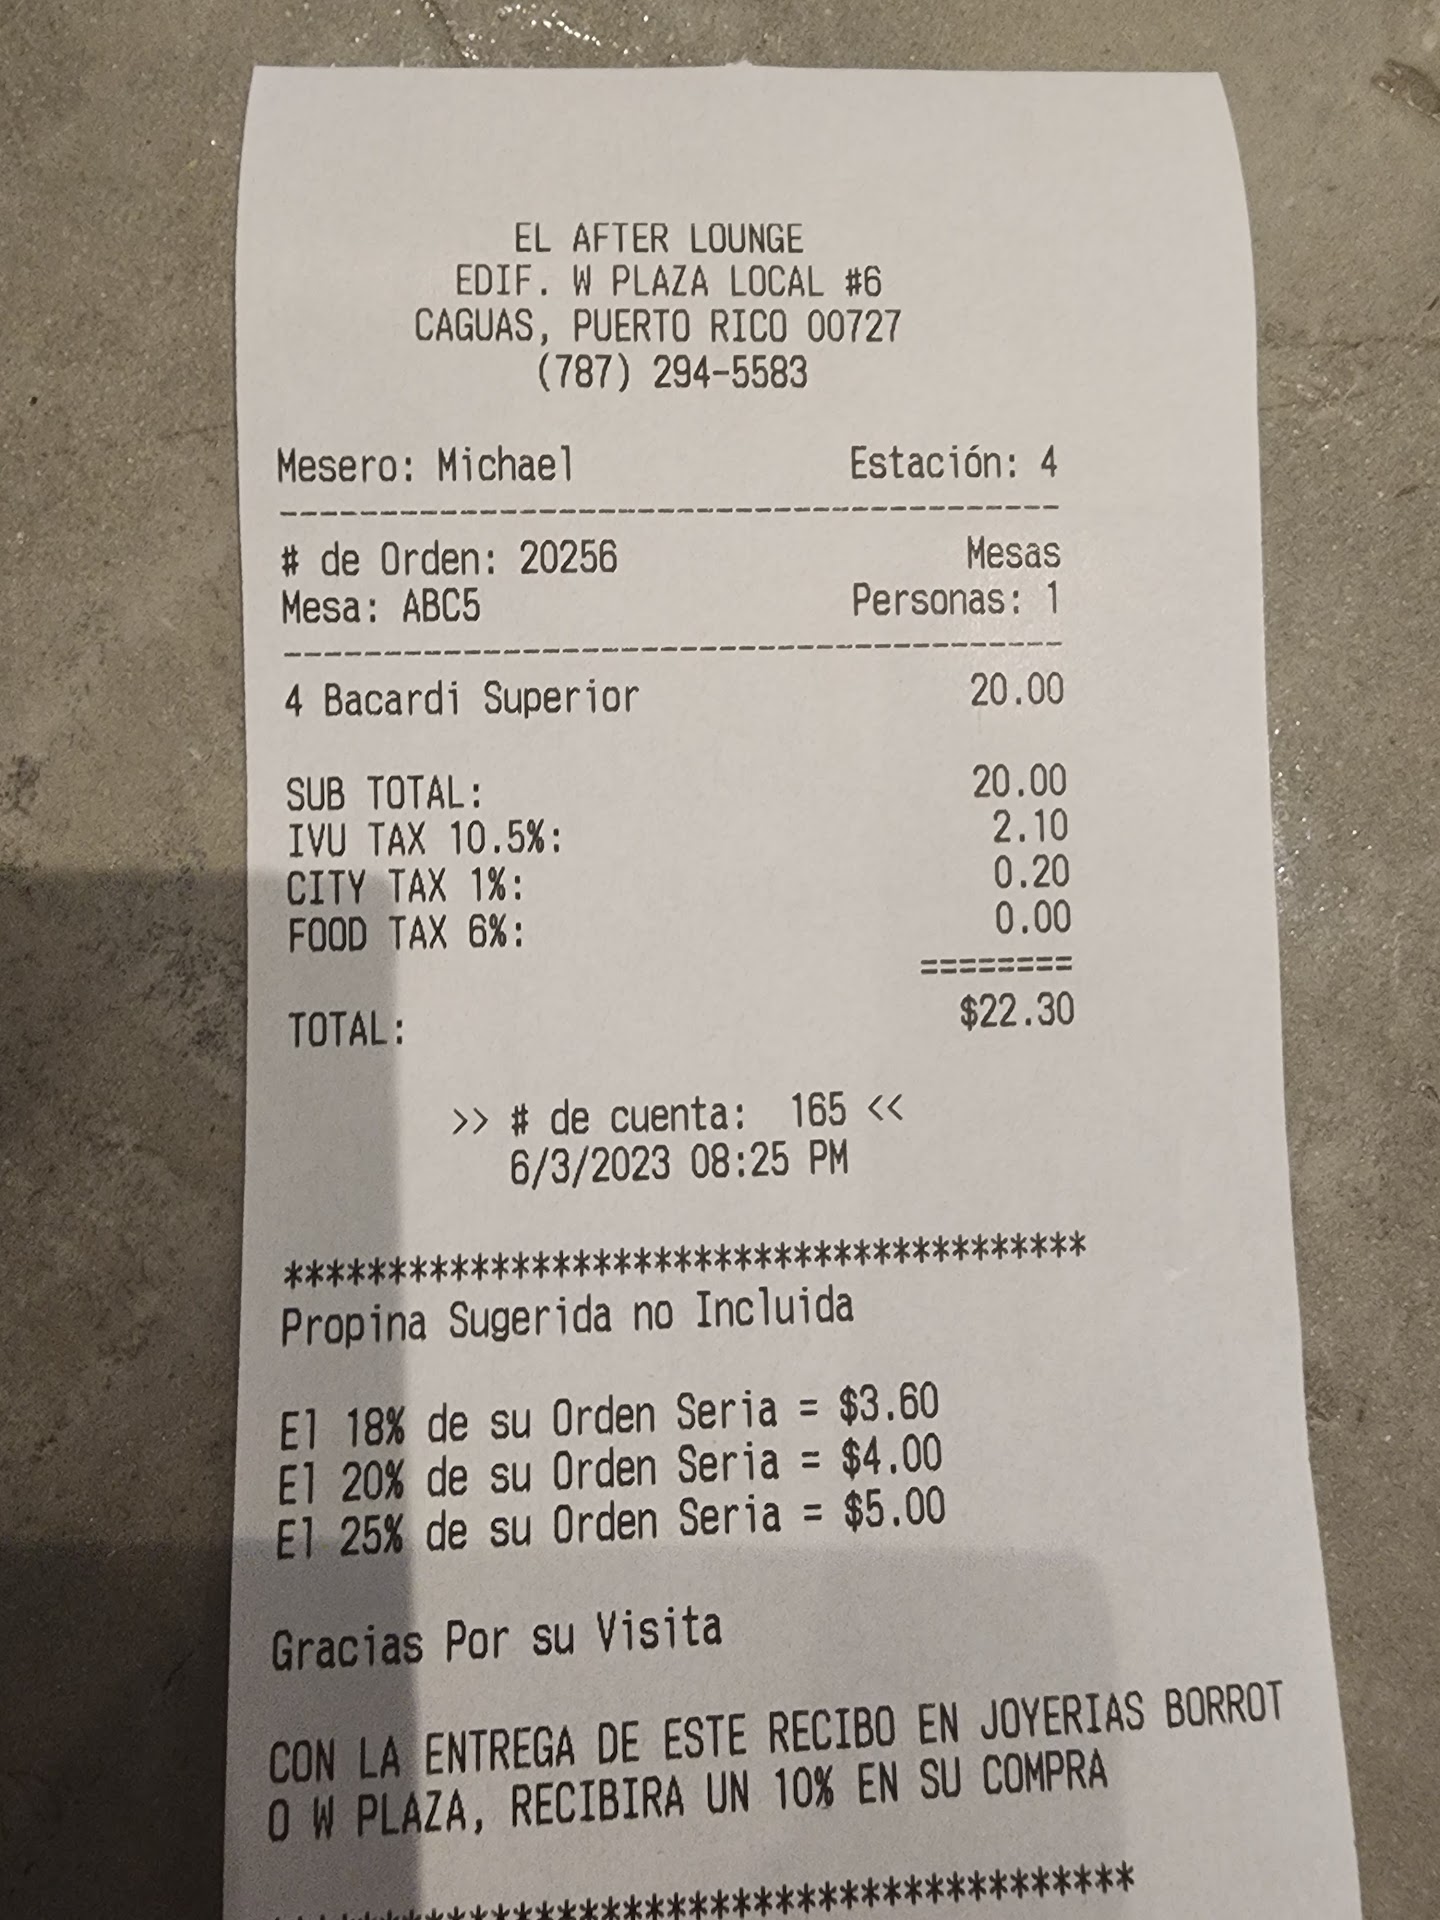 EL AFTER LOUNGE
EDIF. W PLAZA LOCAL #6
CAGUAS, PUERTO RICO 00727
(787) 294-5583
Mesero: Michael Estación: 4
---------------------------------------
# de Orden: 20256 Mesas
Mesa: ABC5 Personas: 1
---------------------------------------
4 Bacardi Superior 20.00
SUB TOTAL: 20.00
IVU TAX 10.5%: 2.10
CITY TAX 1%: 0.20
FOOD TAX 6%: 0.00
========
TOTAL: $22.30
>> # de cuenta: 165 <<
6/3/2023 08:25 PM
***************************************
Propina Sugerida no Incluida
El 18% de su Orden Seria = $3.60
El 20% de su Orden Seria = $4.00
El 25% de su Orden Seria = $5.00
Gracias Por su Visita
CON LA ENTREGA DE ESTE RECIBO EN JOYERIAS BORROT
O W PLAZA, RECIBIRA UN 10% EN SU COMPRA
***************************************